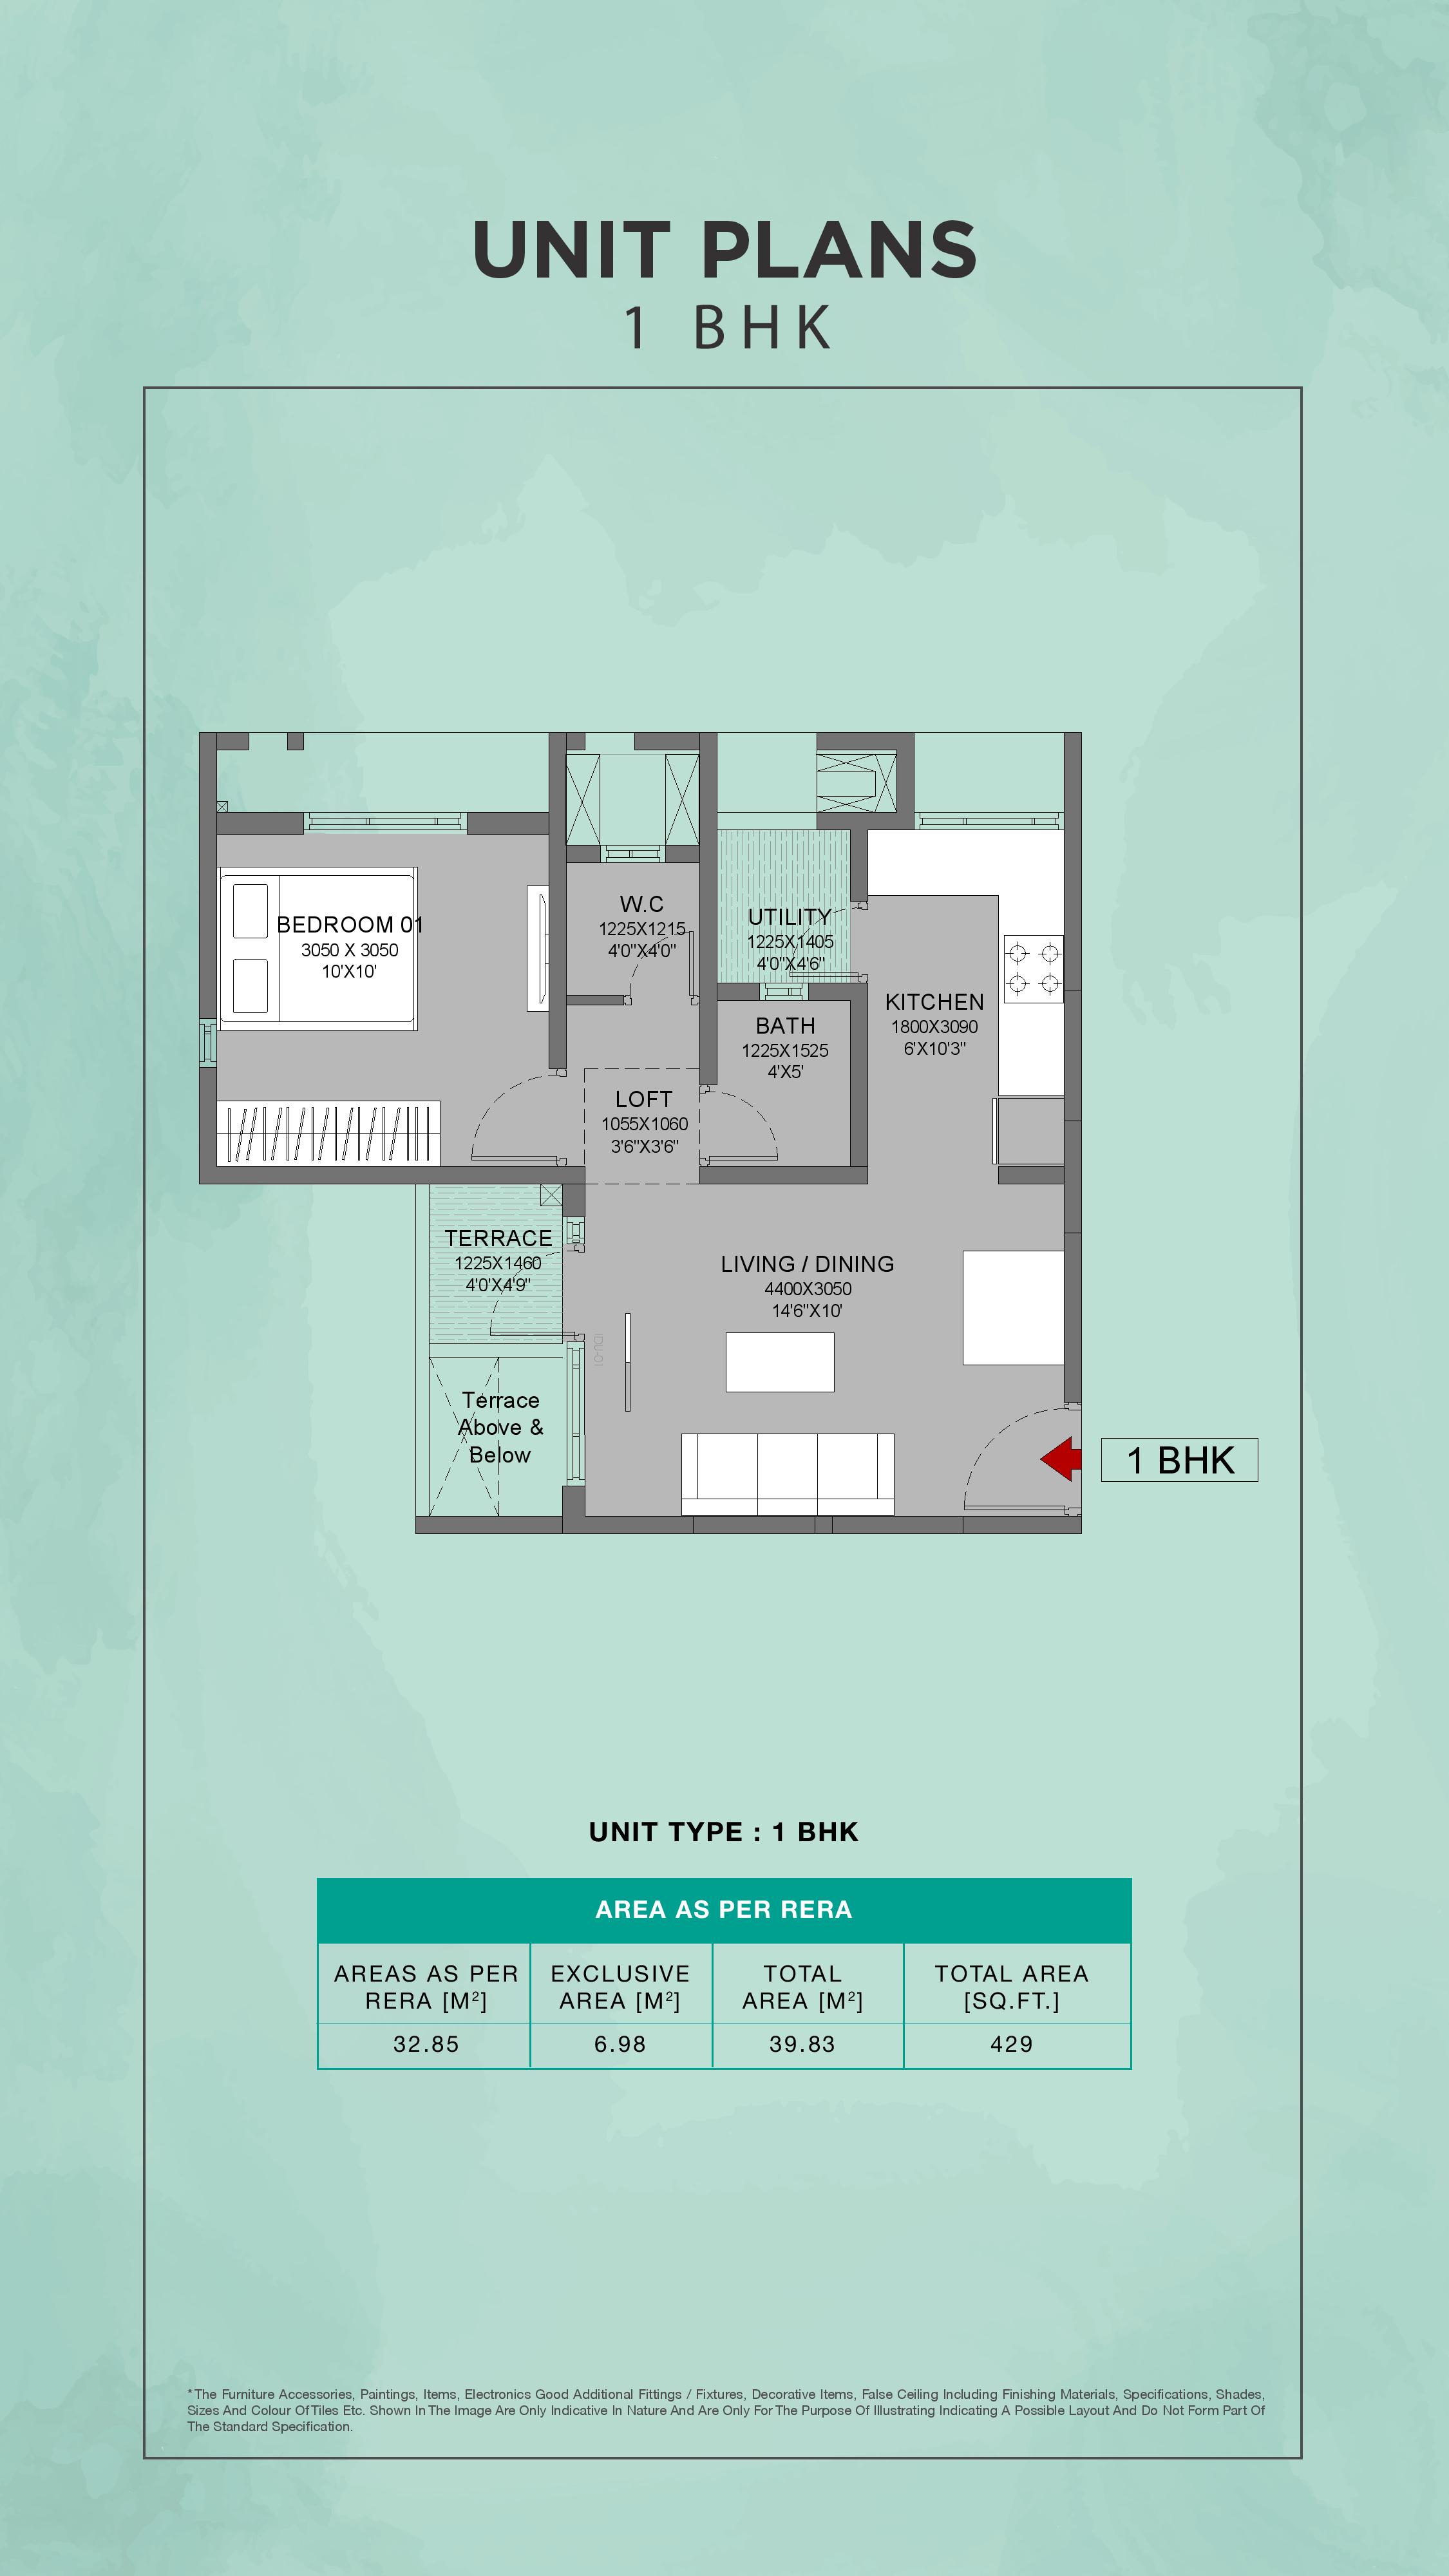 UNIT PLANS
1 BHK
BEDROOM 01
3050 X 3050
10'X10'
W.C
1225X1215
4'0"X4'0"
UTILITY
1225X1405
4'0"X4'6"
KITCHEN
1800X3090
6'X10'3"
BATH
1225X1525
4'X5'
LOFT
1055X1060
3'6"X3'6"
TERRACE
1225X1460
4'0'X4'9"
LIVING / DINING
4400X3050
14'6"X10'
Terrace
Above &
Below
1 BHK
UNIT TYPE : 1 BHK
AREA AS PER RERA
AREAS AS PER
RERA [M²]
EXCLUSIVE
AREA [M²]
TOTAL
AREA [M²]
TOTAL AREA
[SQ.FT.]
32.85
6.98
39.83
429
*The Furniture Accessories, Paintings, Items, Electronics Good Additional Fittings / Fixtures, Decorative Items, False Ceiling Including Finishing Materials, Specifications, Shades,
Sizes And Colour Of Tiles Etc. Shown In The Image Are Only Indicative In Nature And Are Only For The Purpose Of Illustrating Indicating A Possible Layout And Do Not Form Part Of
The Standard Specification.